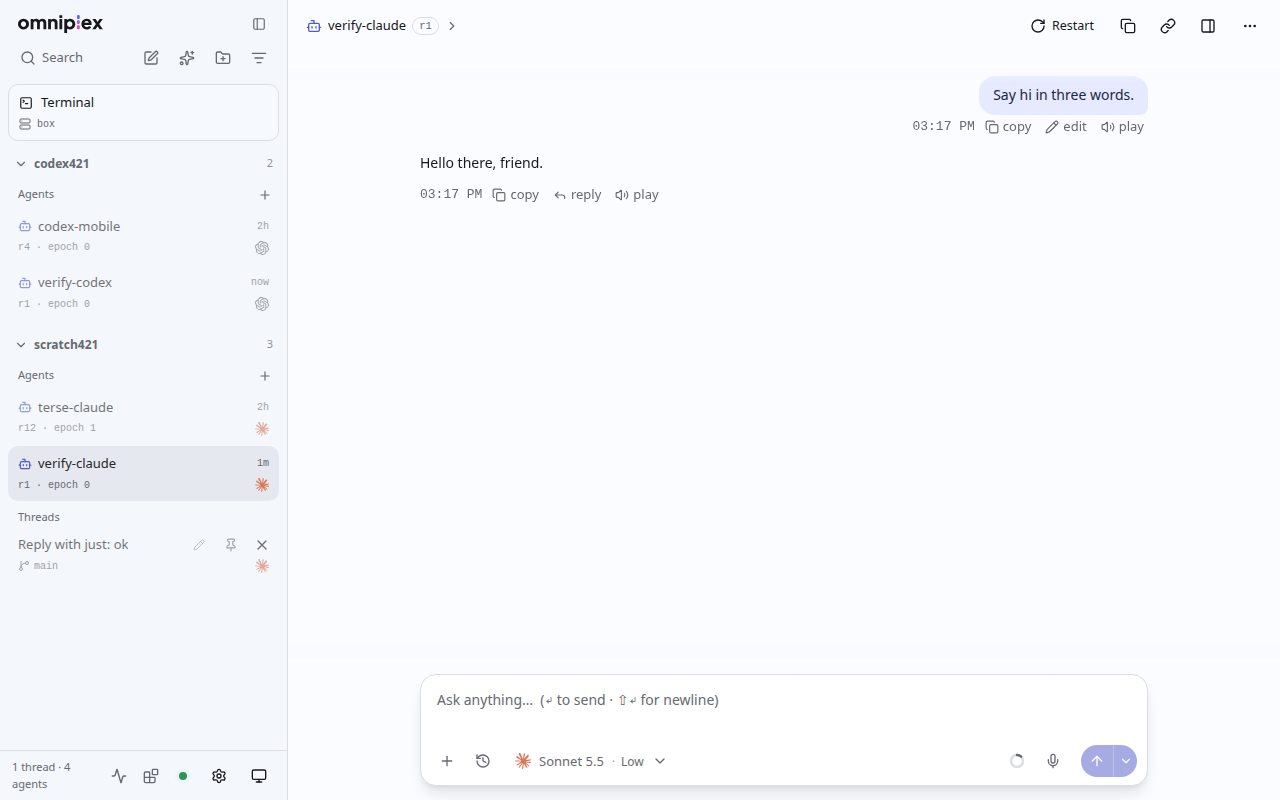 omniplex
Search
Terminal
box
codex421 2
Agents
codex-mobile 2h
r4 · epoch 0
verify-codex now
r1 · epoch 0
scratch421 3
Agents
terse-claude 2h
r12 · epoch 1
verify-claude 1m
r1 · epoch 0
Threads
Reply with just: ok
main
1 thread · 4
agents
verify-claude r1
Restart
Say hi in three words.
03:17 PM copy edit play
Hello there, friend.
03:17 PM copy reply play
Ask anything... (↲ to send · ⇧↲ for newline)
Sonnet 5.5 · Low